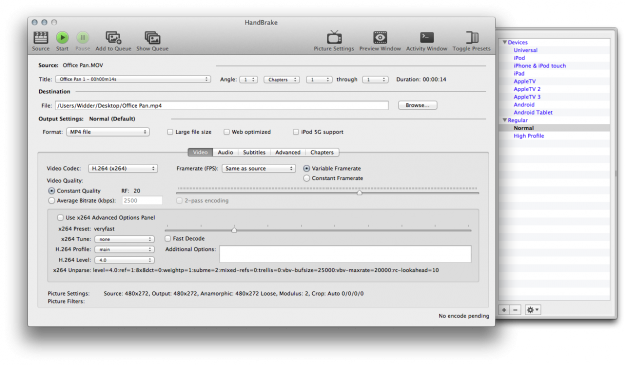 HandBrake
Source Start Pause Add to Queue Show Queue Picture Settings Preview Window Activity Window Toggle Presets
Source: Office Pan.MOV
Title: Office Pan 1 - 00h00m14s Angle: 1 Chapters 1 through 1 Duration: 00:00:14
Destination
File: /Users/Widder/Desktop/Office Pan.mp4 Browse...
Output Settings: Normal (Default)
Format: MP4 file Large file size Web optimized iPod 5G support
Video Audio Subtitles Advanced Chapters
Video Codec: H.264 (x264) Framerate (FPS): Same as source Variable Framerate
Constant Framerate
Video Quality:
Constant Quality RF: 20
Average Bitrate (kbps): 2500 2-pass encoding
Use x264 Advanced Options Panel
x264 Preset: veryfast
x264 Tune: none Fast Decode
H.264 Profile: main Additional Options:
H.264 Level: 4.0
x264 Unparse: level=4.0:ref=1:8x8dct=0:weightp=1:subme=2:mixed-refs=0:trellis=0:vbv-bufsize=25000:vbv-maxrate=20000:rc-lookahead=10
Picture Settings: Source: 480x272, Output: 480x272, Anamorphic: 480x272 Loose, Modulus: 2, Crop: Auto 0/0/0/0
Picture Filters:
No encode pending
Devices
Universal
iPod
iPhone & iPod touch
iPad
AppleTV
AppleTV 2
AppleTV 3
Android
Android Tablet
Regular
Normal
High Profile